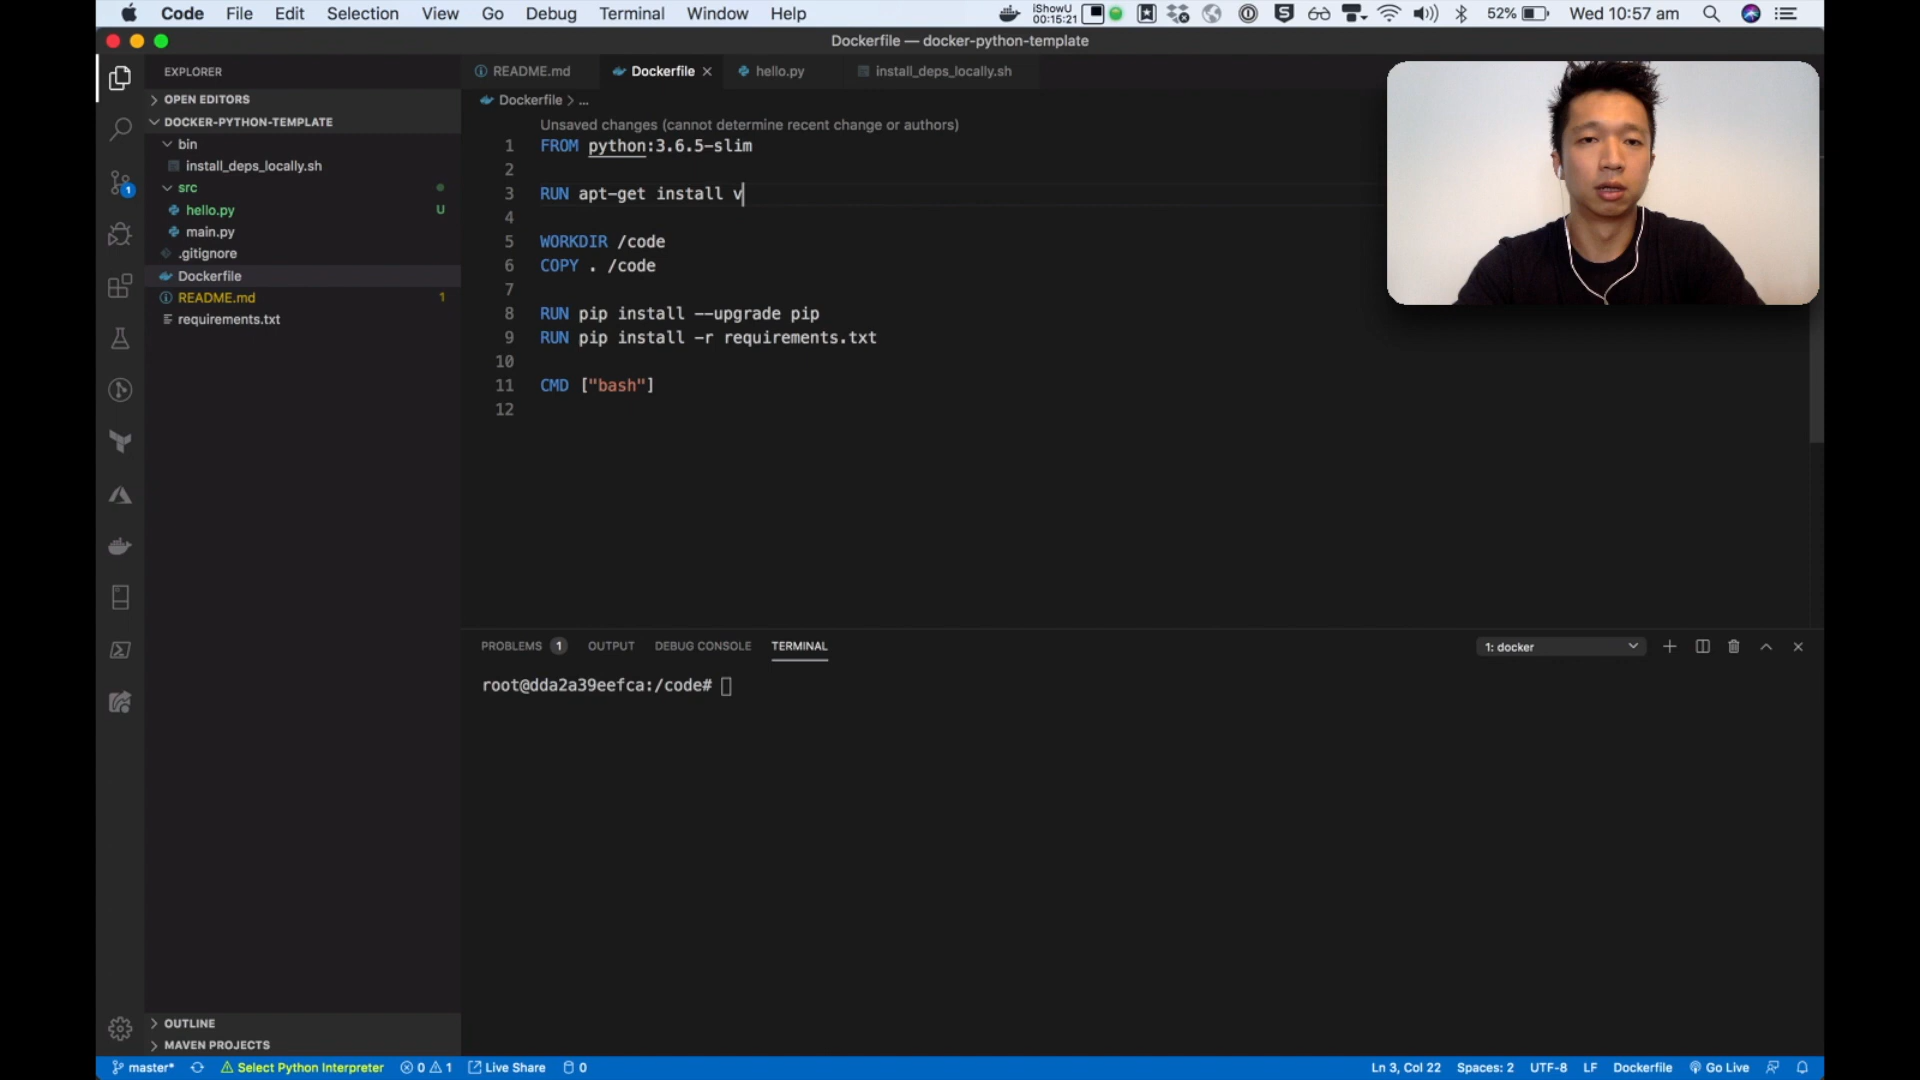 Code File Edit Selection View Go Debug Terminal Window Help
iShowU 00:15:21 52% Wed 10:57 am
Dockerfile — docker-python-template
EXPLORER
OPEN EDITORS
DOCKER-PYTHON-TEMPLATE
bin
install_deps_locally.sh
src
hello.py U
main.py
.gitignore
Dockerfile
README.md 1
requirements.txt
OUTLINE
MAVEN PROJECTS
README.md Dockerfile hello.py install_deps_locally.sh
Dockerfile > ...
Unsaved changes (cannot determine recent change or authors)
1 FROM python:3.6.5-slim
2
3 RUN apt-get install v
4
5 WORKDIR /code
6 COPY . /code
7
8 RUN pip install --upgrade pip
9 RUN pip install -r requirements.txt
10
11 CMD ["bash"]
12
PROBLEMS 1 OUTPUT DEBUG CONSOLE TERMINAL 1: docker
root@dda2a39eefca:/code#
master* Select Python Interpreter 0 1 Live Share 0 Ln 3, Col 22 Spaces: 2 UTF-8 LF Dockerfile Go Live